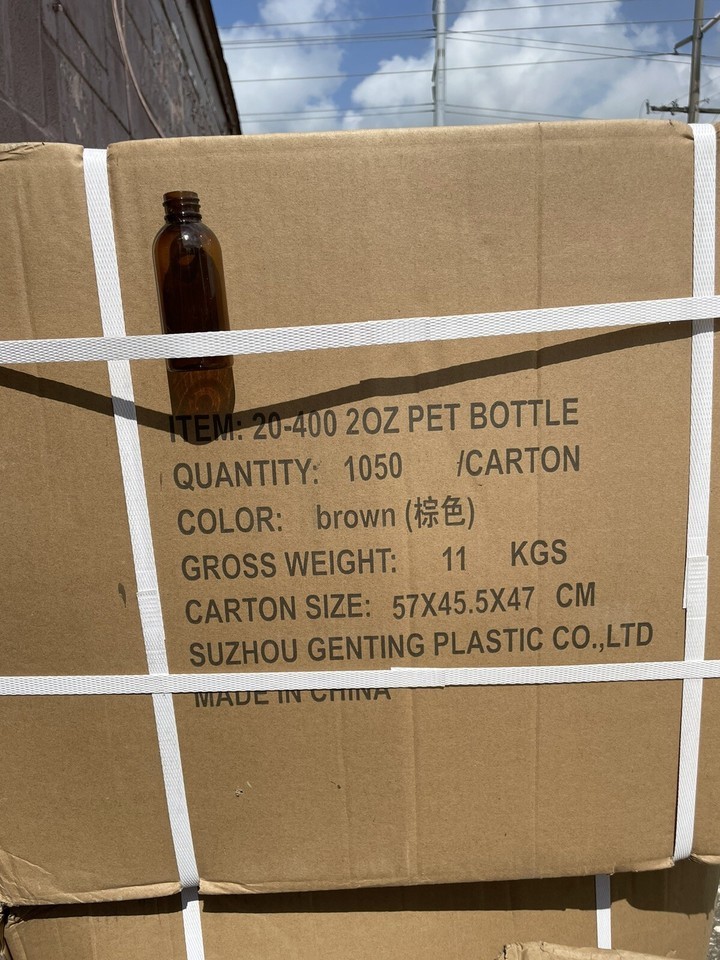 ITEM: 20-400 2OZ PET BOTTLE
QUANTITY: 1050 /CARTON
COLOR: brown (棕色)
GROSS WEIGHT: 11 KGS
CARTON SIZE: 57X45.5X47 CM
SUZHOU GENTING PLASTIC CO.,LTD
MADE IN CHINA